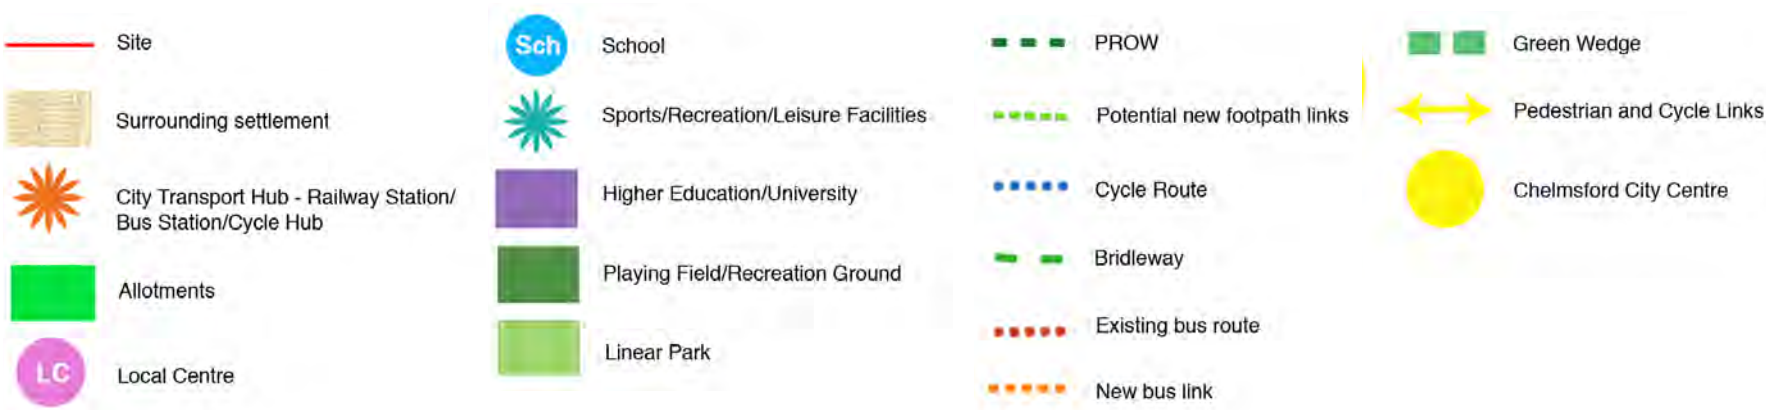 Site
Surrounding settlement
City Transport Hub - Railway Station/
Bus Station/Cycle Hub
Allotments
LC
Local Centre
Sch
School
Sports/Recreation/Leisure Facilities
Higher Education/University
Playing Field/Recreation Ground
Linear Park
PROW
Potential new footpath links
Cycle Route
Bridleway
Existing bus route
New bus link
Green Wedge
Pedestrian and Cycle Links
Chelmsford City Centre